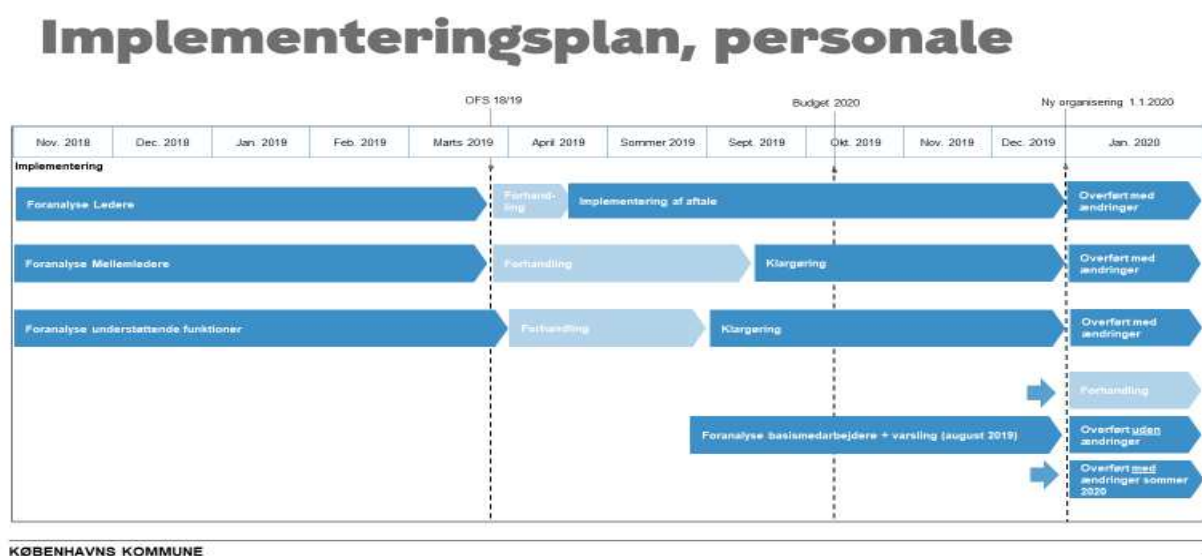 Implementeringsplan, personale
OFS 18/19
Budget 2020
Ny organisering 1.1.2020
Nov. 2018
Dec. 2018
Jan. 2019
Feb. 2019
Marts 2019
April 2019
Sommer 2019
Sept. 2019
Okt. 2019
Nov. 2019
Dec. 2019
Jan. 2020
Implementering
Foranalyse Ledere
Forhand-
ling
Implementering af aftale
Overført med
ændringer
Foranalyse Mellemledere
Forhandling
Klargøring
Overført med
ændringer
Foranalyse understøttende funktioner
Forhandling
Klargøring
Overført med
ændringer
Forhandling
Foranalyse basismedarbejdere + varsling (august 2019)
Overført uden
ændringer
Overført med
ændringer sommer
2020
KØBENHAVNS KOMMUNE